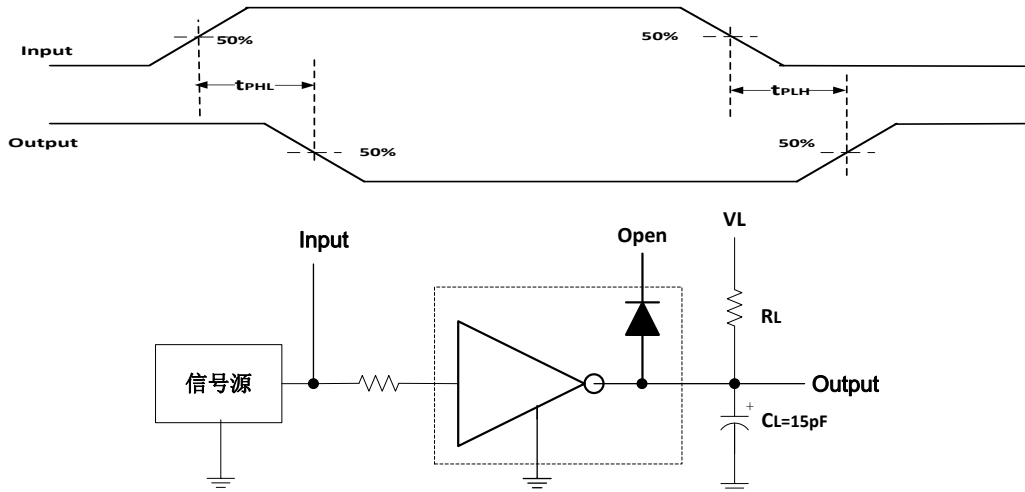 Input
50%
50%
tPHL
tPLH
Output
50%
50%
Input
Open
VL
RL
信号源
Output
+
CL=15pF